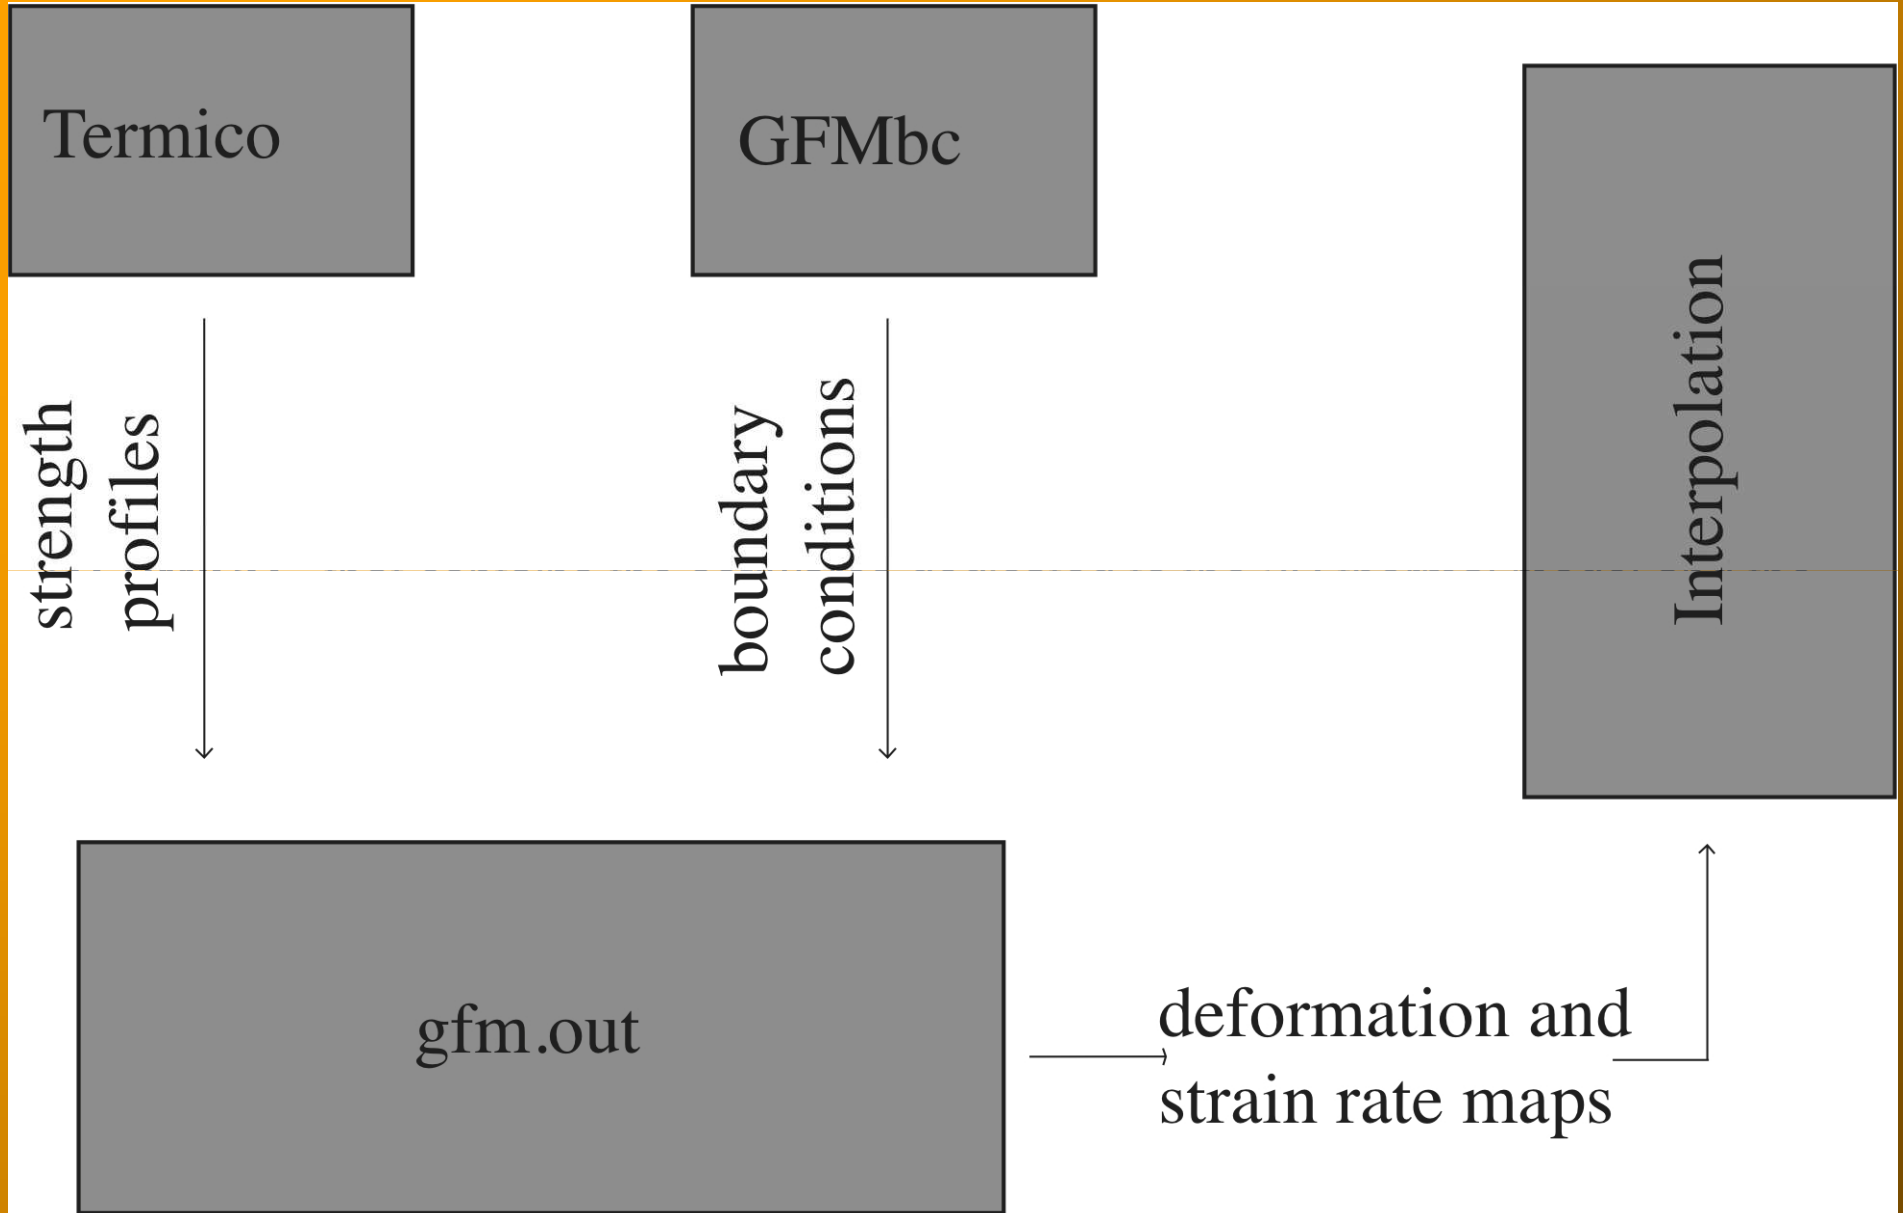 Termico
GFMbc
Interpolation
strength
profiles
boundary
conditions
gfm.out
deformation and
strain rate maps